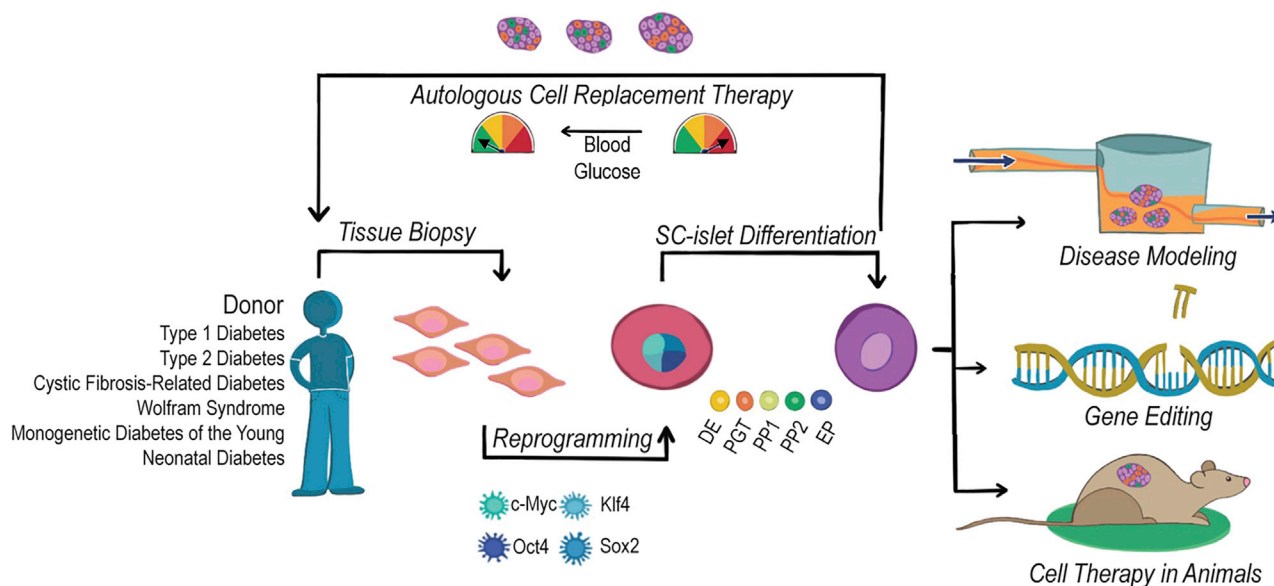 Autologous Cell Replacement Therapy
Blood
Glucose
Tissue Biopsy
SC-islet Differentiation
Disease Modeling
Donor
Type 1 Diabetes
Type 2 Diabetes
Cystic Fibrosis-Related Diabetes
Wolfram Syndrome
Monogenetic Diabetes of the Young
Neonatal Diabetes
Reprogramming
DE
PGT
PP1
PP2
EP
Gene Editing
c-Myc
Klf4
Oct4
Sox2
Cell Therapy in Animals